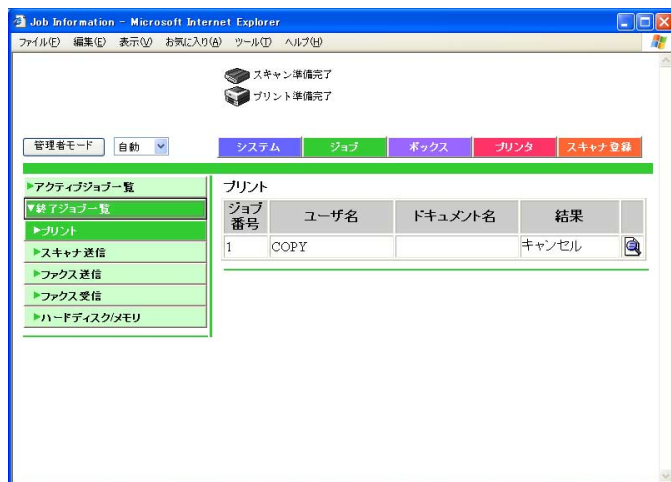 Job Information - Microsoft Internet Explorer
ファイル(F) 編集(E) 表示(V) お気に入り(A) ツール(T) ヘルプ(H)
スキャン準備完了
プリント準備完了
管理者モード 自動 システム ジョブ ボックス プリンタ スキャナ登録
▶アクティブジョブ一覧
▼終了ジョブ一覧
▶プリント
▶スキャナ送信
▶ファクス送信
▶ファクス受信
▶ハードディスク/メモリ
プリント
ジョブ番号 ユーザ名 ドキュメント名 結果
1 COPY キャンセル